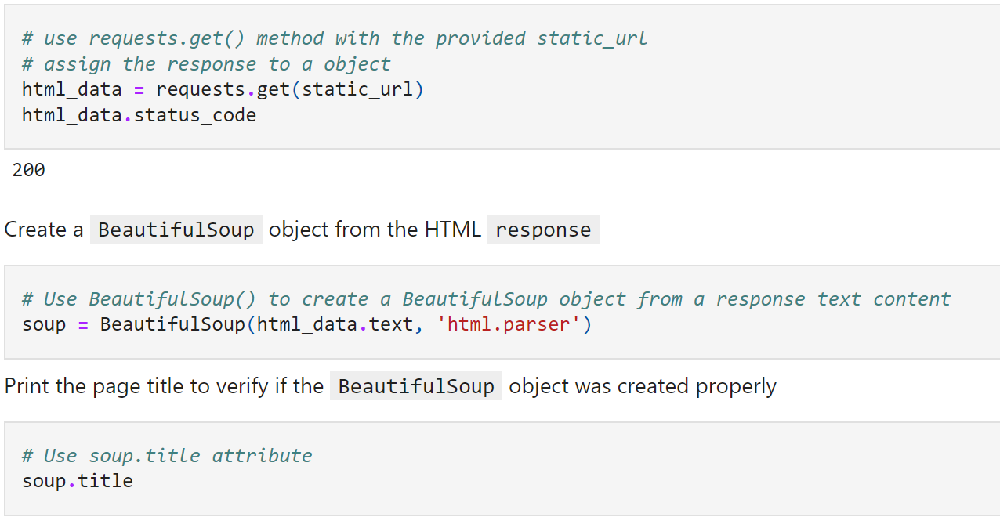 # use requests.get() method with the provided static_url
# assign the response to a object
html_data = requests.get(static_url)
html_data.status_code
200
Create a BeautifulSoup object from the HTML response
# Use BeautifulSoup() to create a BeautifulSoup object from a response text content
soup = BeautifulSoup(html_data.text, 'html.parser')
Print the page title to verify if the BeautifulSoup object was created properly
# Use soup.title attribute
soup.title